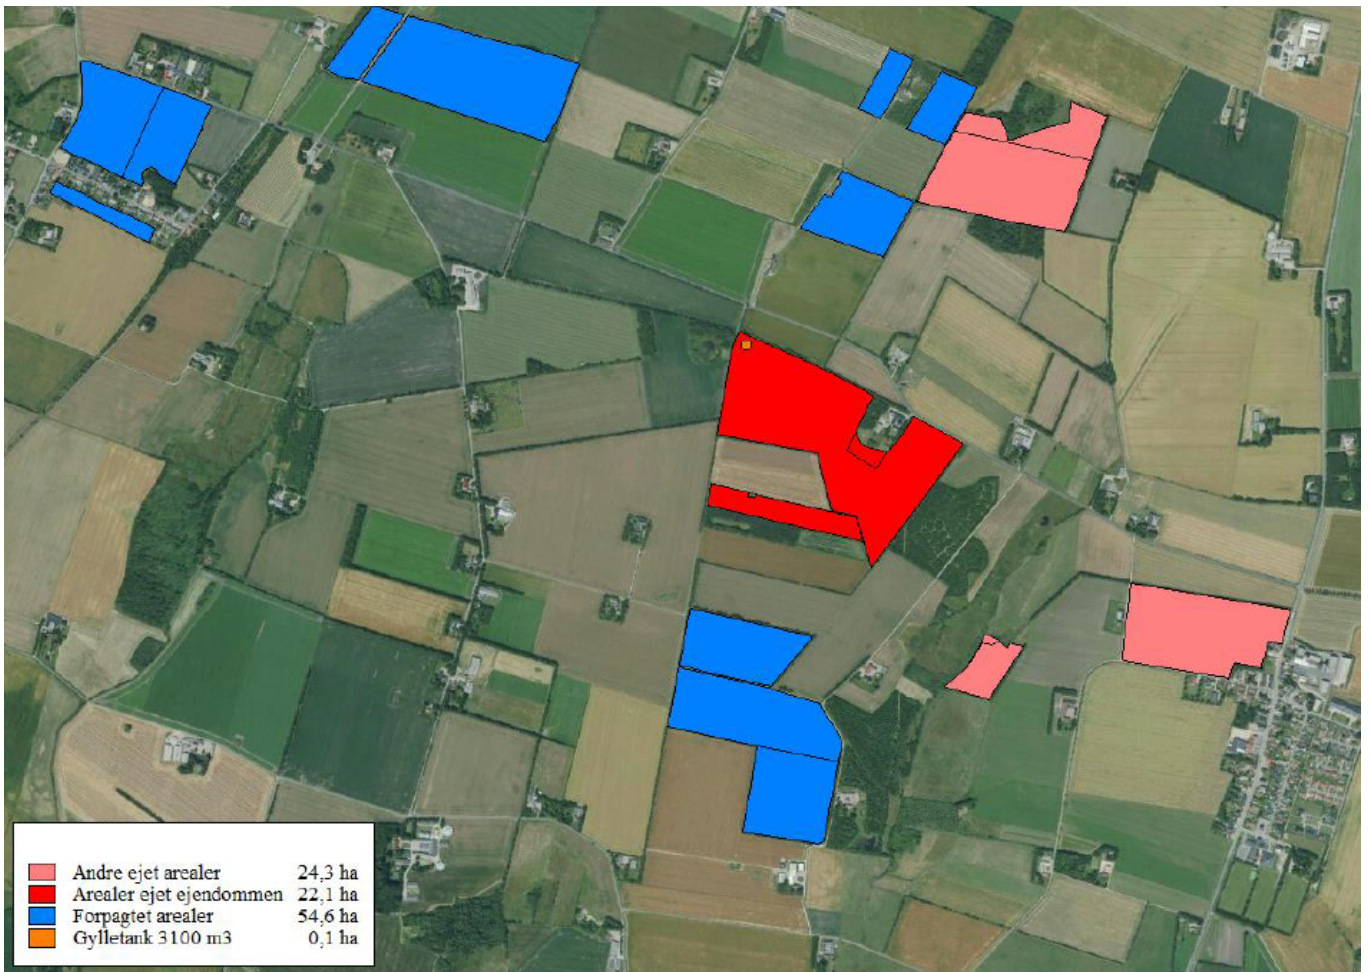 Andre ejet arealer 24,3 ha
Arealer ejet ejendommen 22,1 ha
Forpagtet arealer 54,6 ha
Gylletank 3100 m3 0,1 ha